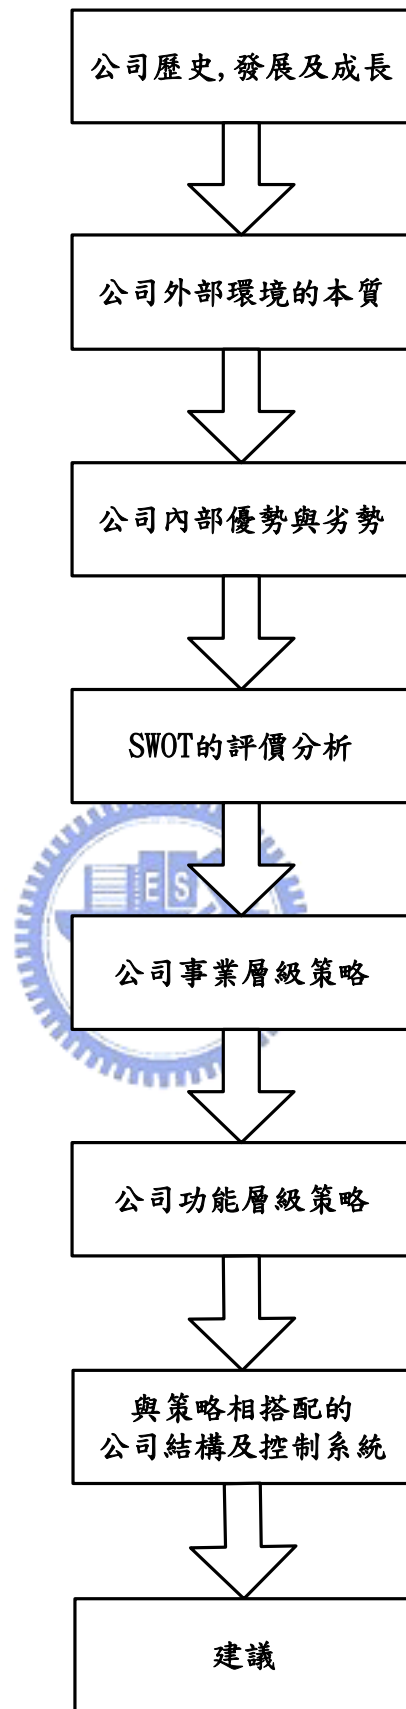 公司歷史,發展及成長
公司外部環境的本質
公司內部優勢與劣勢
SWOT的評價分析
ES
公司事業層級策略
公司功能層級策略
與策略相搭配的
公司結構及控制系統
建議